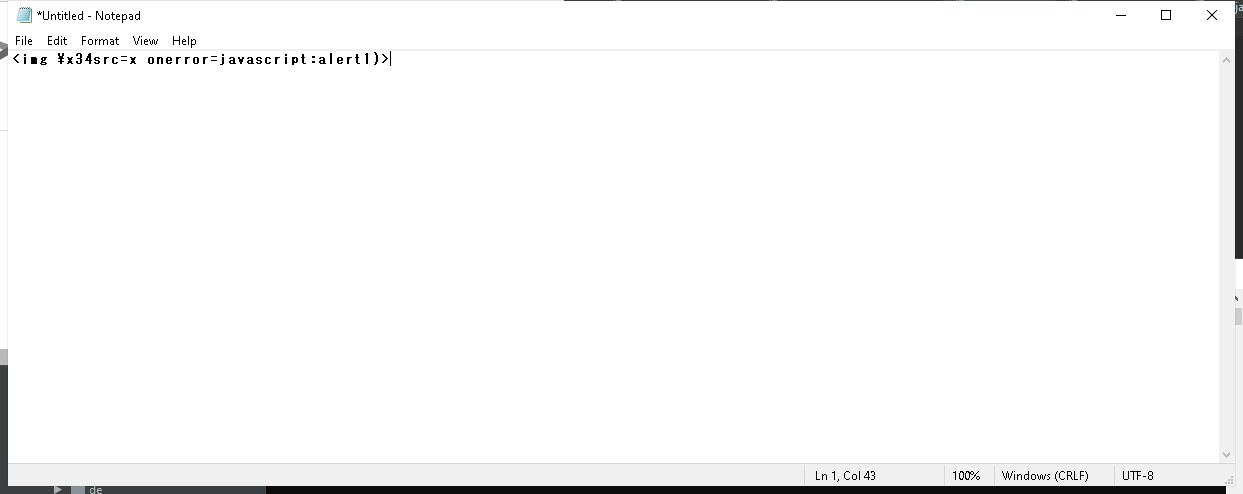 *Untitled - Notepad
File Edit Format View Help
<img ¥x34src=x onerror=javascript:alert1)>
Ln 1, Col 43 100% Windows (CRLF) UTF-8
de